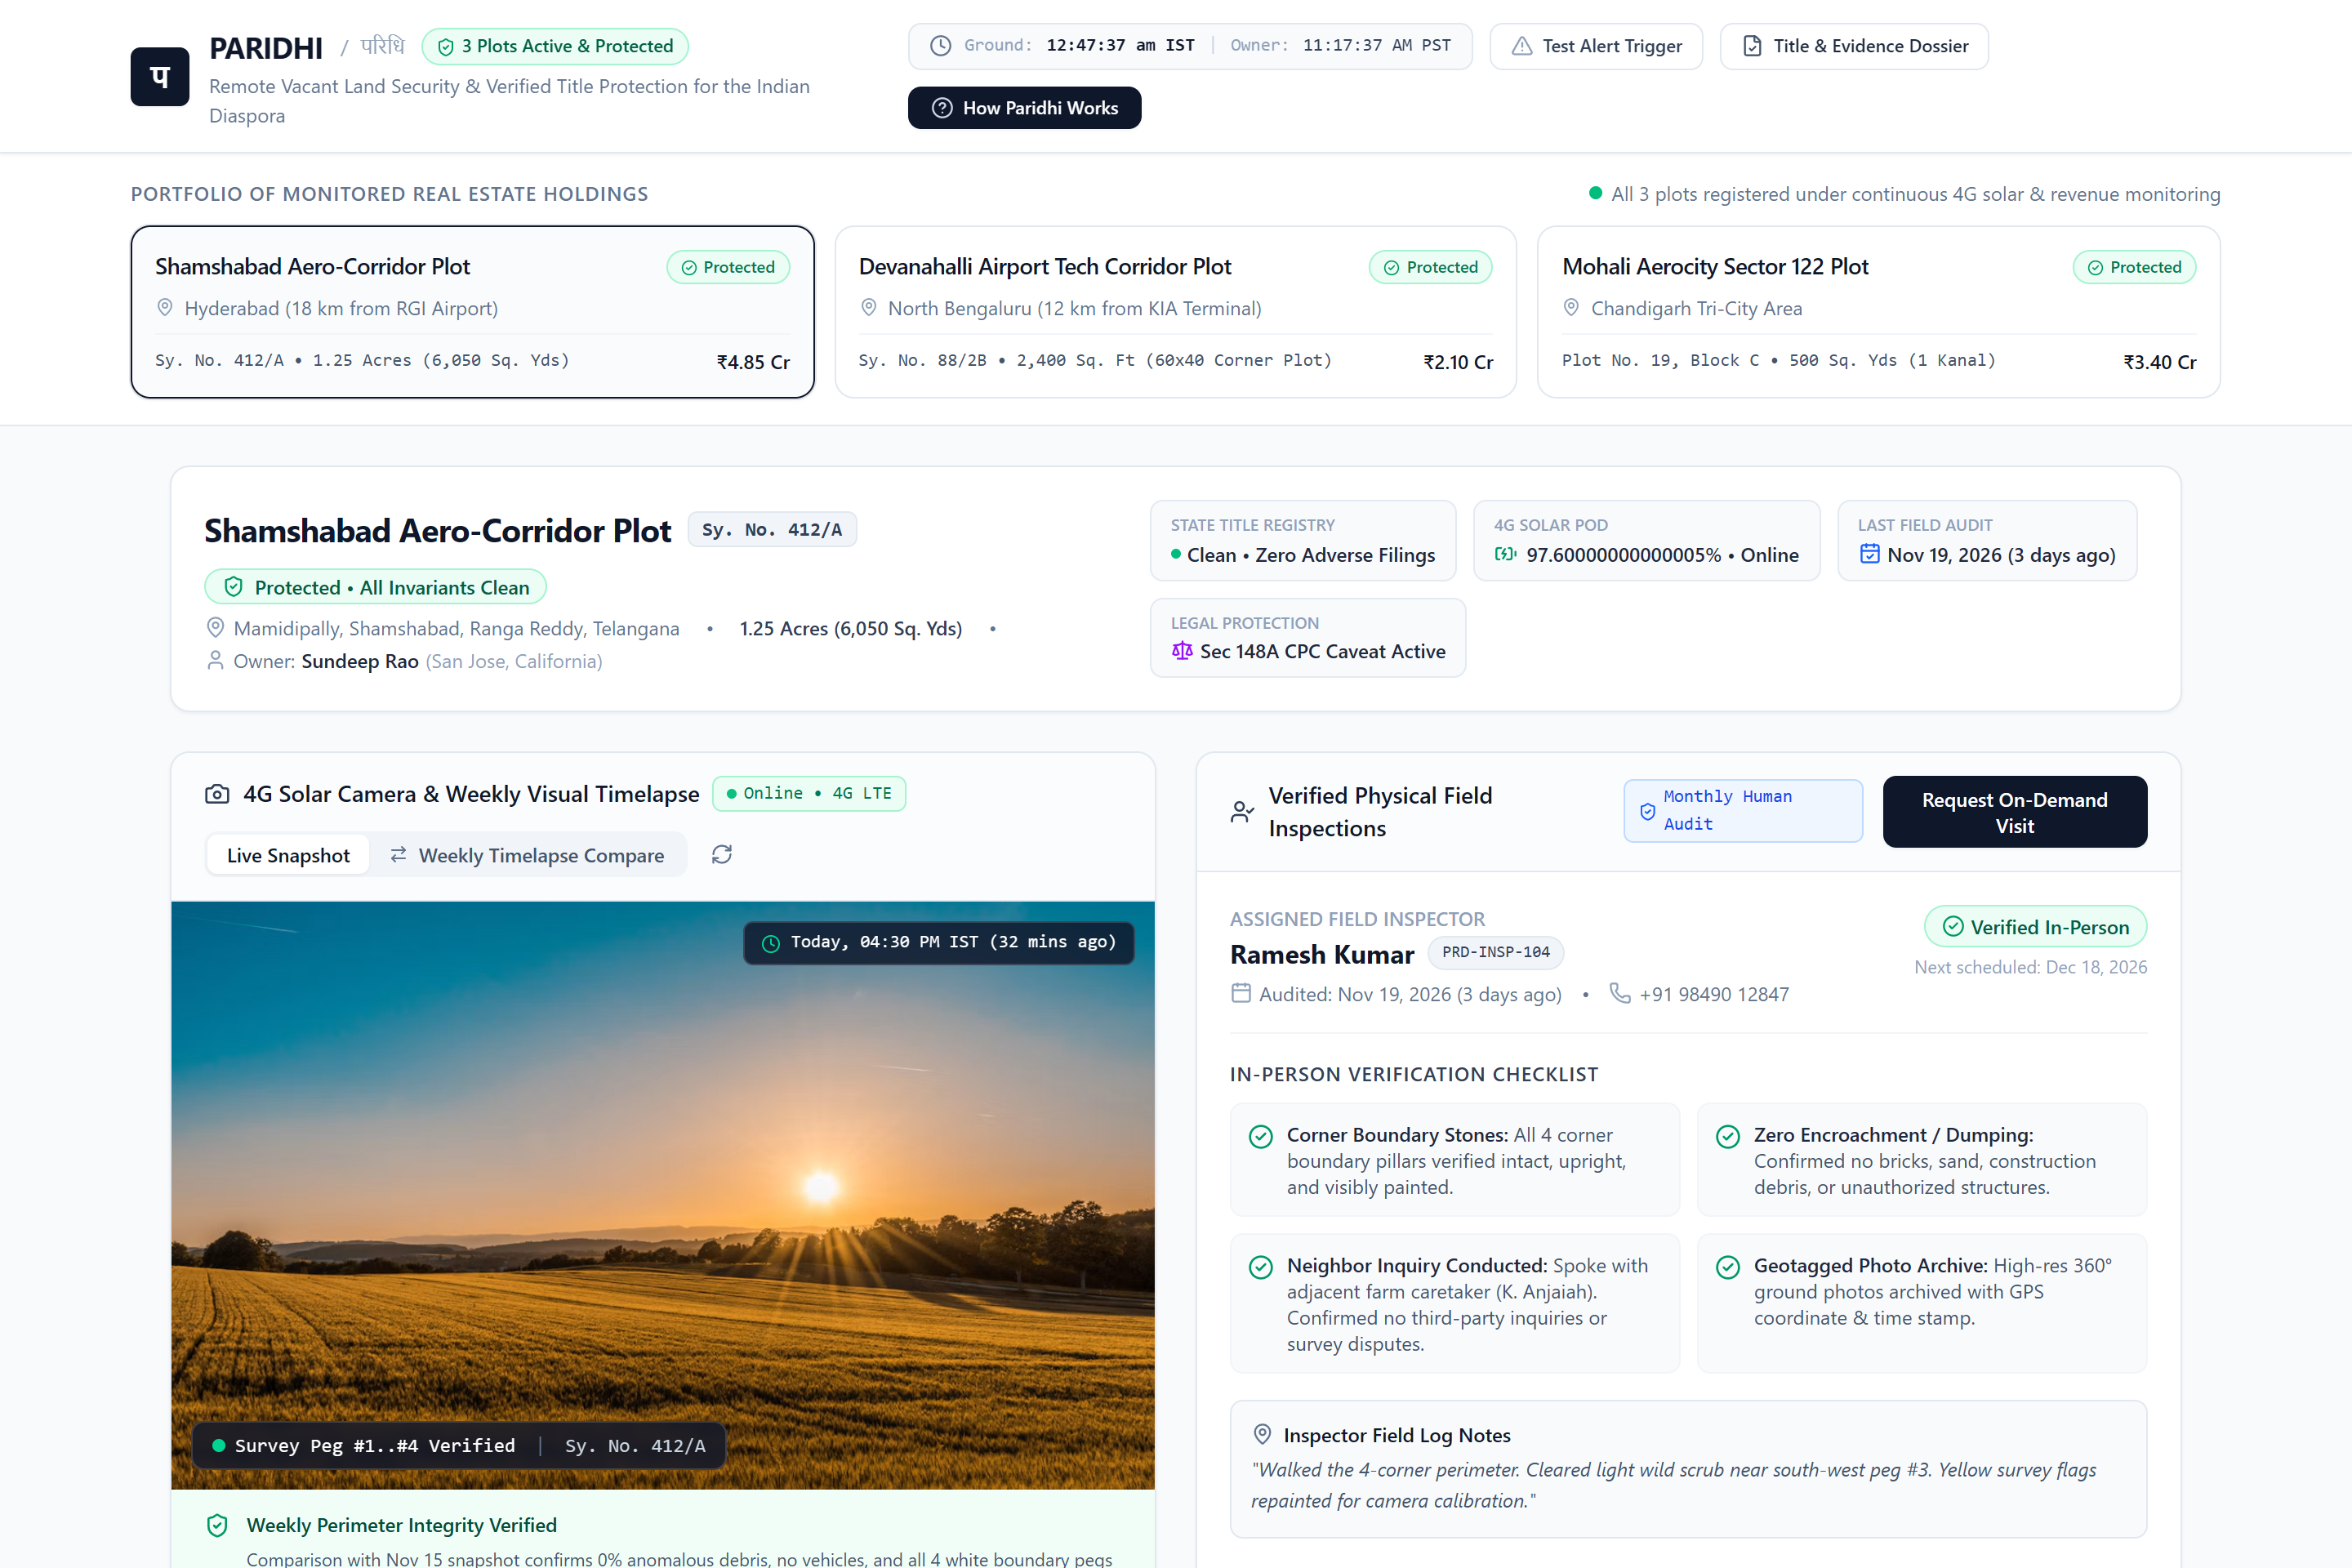 प
PARIDHI / परिधि
3 Plots Active & Protected
Remote Vacant Land Security & Verified Title Protection for the Indian
Diaspora
Ground: 12:47:37 am IST | Owner: 11:17:37 AM PST
Test Alert Trigger
Title & Evidence Dossier
How Paridhi Works
PORTFOLIO OF MONITORED REAL ESTATE HOLDINGS
All 3 plots registered under continuous 4G solar & revenue monitoring
Shamshabad Aero-Corridor Plot
Protected
Hyderabad (18 km from RGI Airport)
Sy. No. 412/A • 1.25 Acres (6,050 Sq. Yds)
₹4.85 Cr
Devanahalli Airport Tech Corridor Plot
Protected
North Bengaluru (12 km from KIA Terminal)
Sy. No. 88/2B • 2,400 Sq. Ft (60x40 Corner Plot)
₹2.10 Cr
Mohali Aerocity Sector 122 Plot
Protected
Chandigarh Tri-City Area
Plot No. 19, Block C • 500 Sq. Yds (1 Kanal)
₹3.40 Cr
Shamshabad Aero-Corridor Plot
Sy. No. 412/A
Protected • All Invariants Clean
Mamidipally, Shamshabad, Ranga Reddy, Telangana • 1.25 Acres (6,050 Sq. Yds) •
Owner: Sundeep Rao (San Jose, California)
STATE TITLE REGISTRY
Clean • Zero Adverse Filings
4G SOLAR POD
97.60000000000005% • Online
LAST FIELD AUDIT
Nov 19, 2026 (3 days ago)
LEGAL PROTECTION
Sec 148A CPC Caveat Active
4G Solar Camera & Weekly Visual Timelapse
Online • 4G LTE
Live Snapshot
Weekly Timelapse Compare
Today, 04:30 PM IST (32 mins ago)
Survey Peg #1..#4 Verified | Sy. No. 412/A
Weekly Perimeter Integrity Verified
Comparison with Nov 15 snapshot confirms 0% anomalous debris, no vehicles, and all 4 white boundary pegs
Verified Physical Field
Inspections
Monthly Human
Audit
Request On-Demand
Visit
ASSIGNED FIELD INSPECTOR
Ramesh Kumar
PRD-INSP-104
Audited: Nov 19, 2026 (3 days ago) • +91 98490 12847
Verified In-Person
Next scheduled: Dec 18, 2026
IN-PERSON VERIFICATION CHECKLIST
Corner Boundary Stones: All 4 corner
boundary pillars verified intact, upright,
and visibly painted.
Zero Encroachment / Dumping:
Confirmed no bricks, sand, construction
debris, or unauthorized structures.
Neighbor Inquiry Conducted: Spoke with
adjacent farm caretaker (K. Anjaiah).
Confirmed no third-party inquiries or
survey disputes.
Geotagged Photo Archive: High-res 360°
ground photos archived with GPS
coordinate & time stamp.
Inspector Field Log Notes
"Walked the 4-corner perimeter. Cleared light wild scrub near south-west peg #3. Yellow survey flags
repainted for camera calibration."